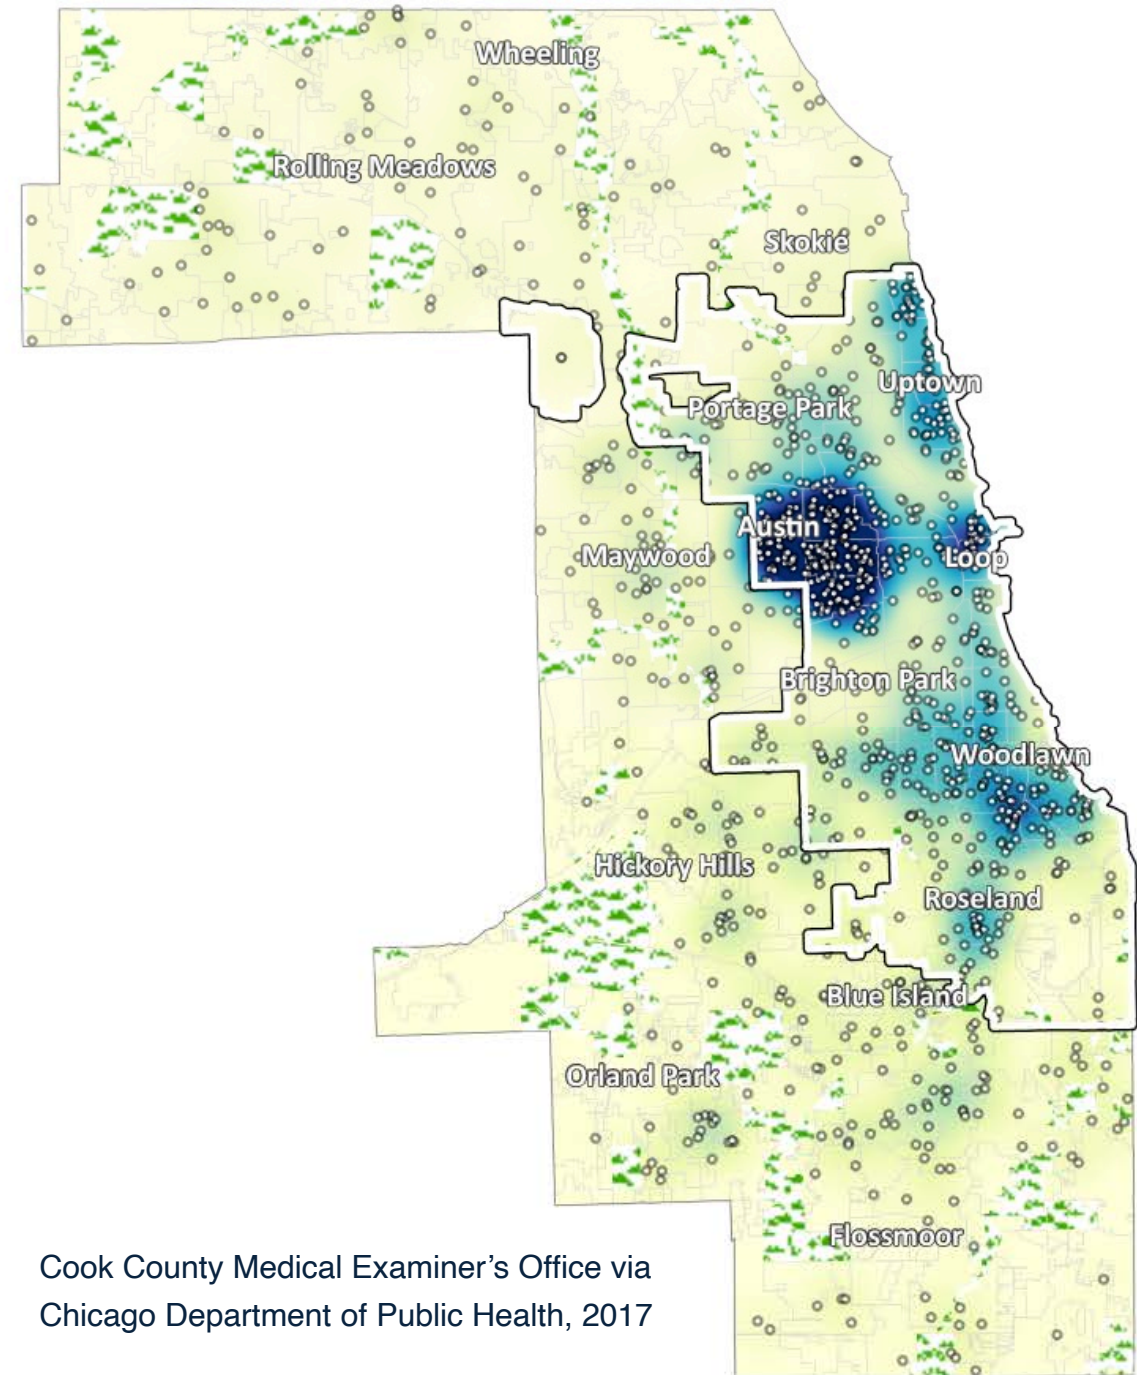 Wheeling
Rolling Meadows
Skokie
Uptown
Portage Park
Austin
Maywood
Loop
Brighton Park
Woodlawn
Hickory Hills
Roseland
Blue Island
Orland Park
Flossmoor
Cook County Medical Examiner’s Office via
Chicago Department of Public Health, 2017